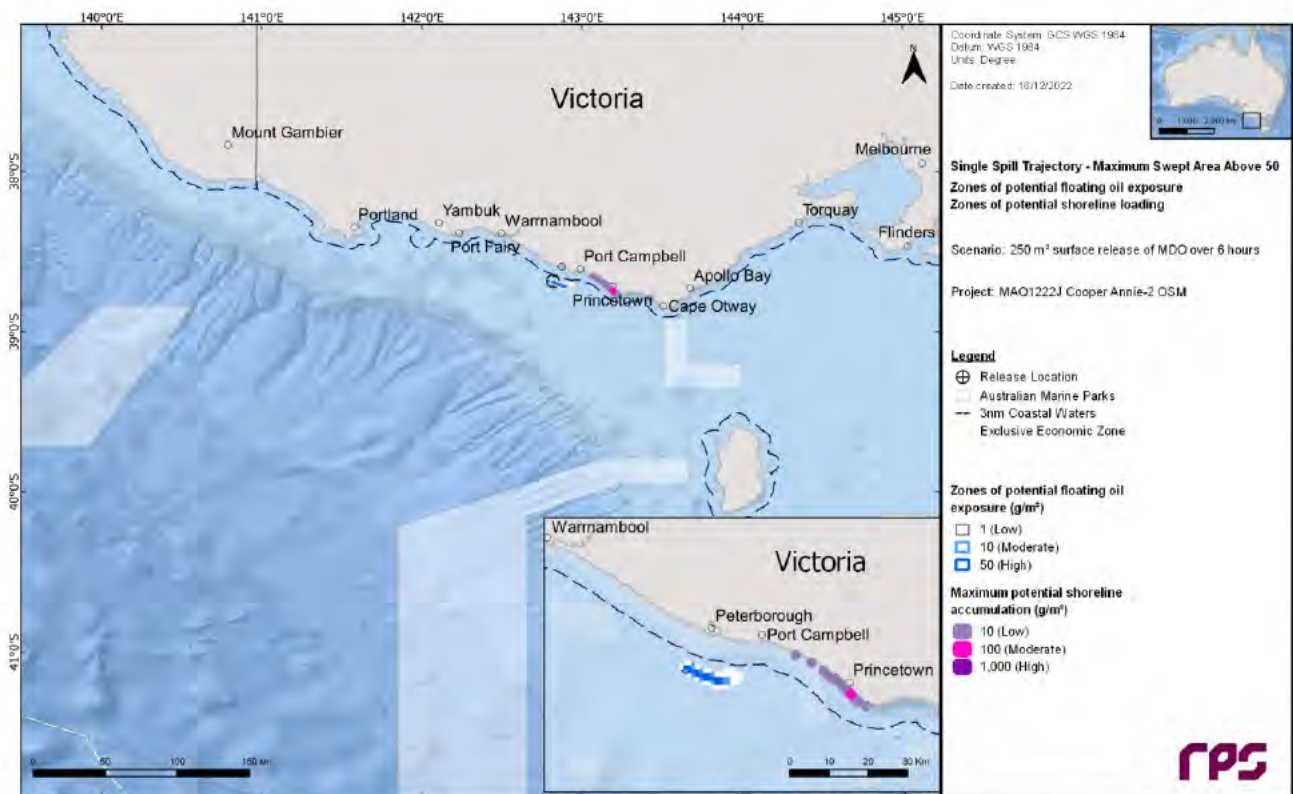 140°0'E 141°0'E 142°0'E 143°0'E 144°0'E 145°0'E
38°0'S
39°0'S
40°0'S
41°0'S
N
Victoria
Mount Gambier
Melbourne
Portland
Yambuk
Warrnambool
Torquay
Port Fairy
Flinders
Port Campbell
Apollo Bay
Princetown
Cape Otway
0 50 100 150 km
Warrnambool
Victoria
Peterborough
Port Campbell
Princetown
0 10 20 30 Km
Coordinate System: GCS WGS 1984
Datum: WGS 1984
Units: Degree
Date created: 16/12/2022
0 1,000 2,000 km
Single Spill Trajectory - Maximum Swept Area Above 50
Zones of potential floating oil exposure
Zones of potential shoreline loading
Scenario: 250 m³ surface release of MDO over 6 hours
Project: MAQ1222J Cooper Annie-2 OSM
Legend
Release Location
Australian Marine Parks
3nm Coastal Waters
Exclusive Economic Zone
Zones of potential floating oil
exposure (g/m²)
1 (Low)
10 (Moderate)
50 (High)
Maximum potential shoreline
accumulation (g/m²)
10 (Low)
100 (Moderate)
1,000 (High)
rps